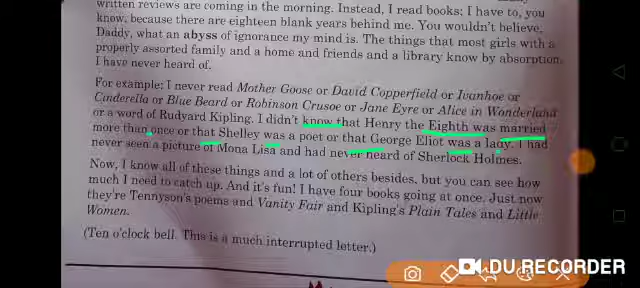 written reviews are coming in the morning. Instead, I read books; I have to, you
know, because there are eighteen blank years behind me. You wouldn't believe,
Daddy, what an abyss of ignorance my mind is. The things that most girls with a
properly assorted family and a home and friends and a library know by absorption,
I have never heard of.
For example: I never read Mother Goose or David Copperfield or Ivanhoe or
Cinderella or Blue Beard or Robinson Crusoe or Jane Eyre or Alice in Wonderland
or a word of Rudyard Kipling. I didn't know that Henry the Eighth was married
more than once or that Shelley was a poet or that George Eliot was a lady. I had
never seen a picture of Mona Lisa and had never heard of Sherlock Holmes.
Now, I know all of these things and a lot of others besides, but you can see how
much I need to catch up. And it's fun! I have four books going at once. Just now
they're Tennyson's poems and Vanity Fair and Kipling's Plain Tales and Little
Women.
(Ten o'clock bell. This is a much interrupted letter.)
DU RECORDER